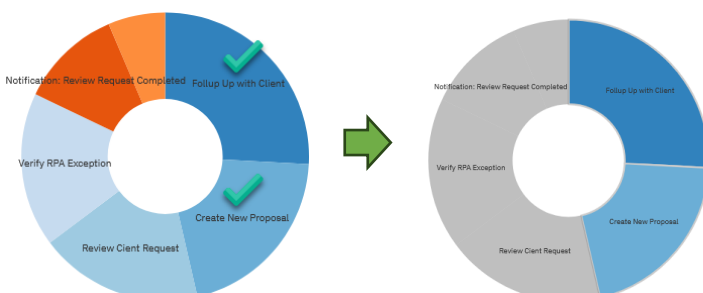 Notification: Review Request Completed
Follup Up with Client
Verify RPA Exception
Create New Proposal
Review Cient Request
Notification: Review Request Completed
Follup Up with Client
Verify RPA Exception
Create New Proposal
Review Cient Request